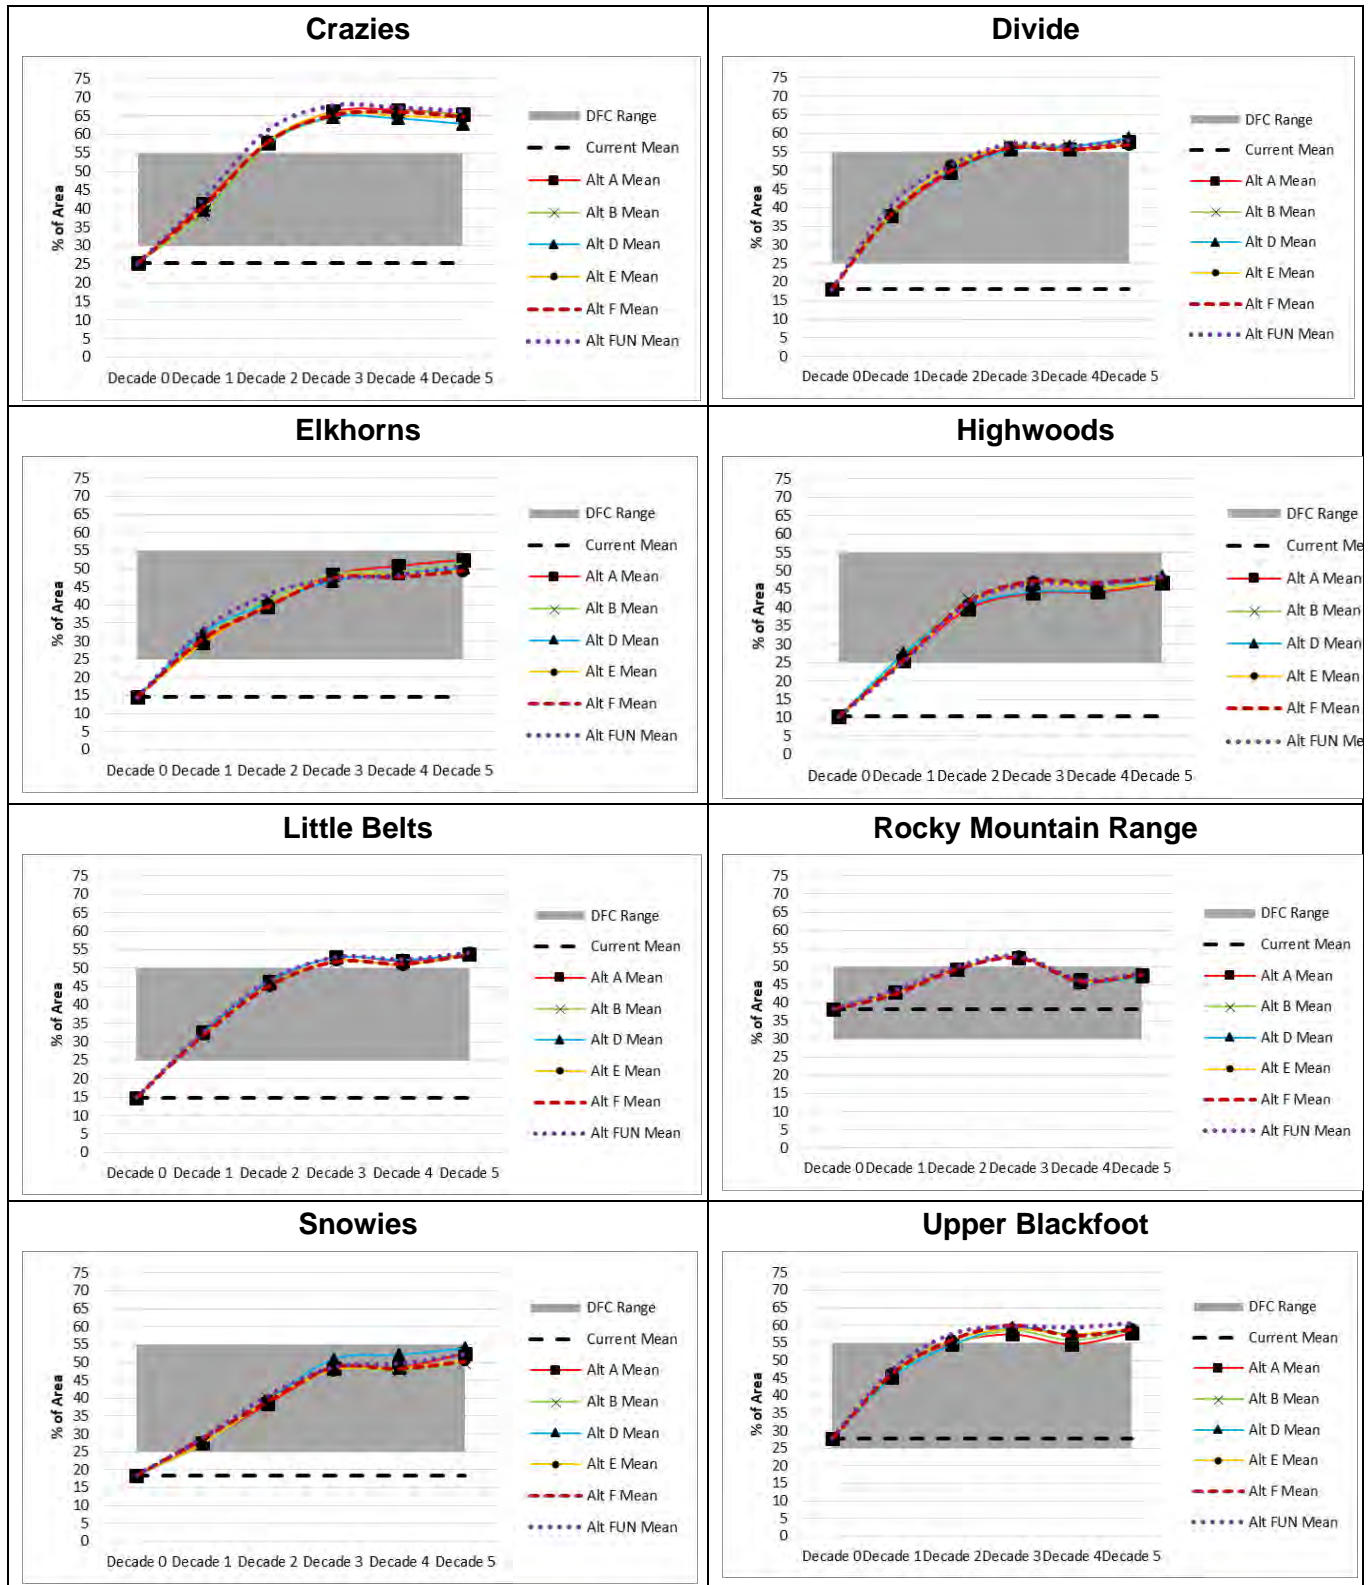 Crazies
75
70
65
60
55
50
45
40
35
30
25
20
15
10
5
0
% of Area
Decade 0 Decade 1 Decade 2 Decade 3 Decade 4 Decade 5
DFC Range
Current Mean
Alt A Mean
Alt B Mean
Alt D Mean
Alt E Mean
Alt F Mean
Alt FUN Mean
Divide
75
70
65
60
55
50
45
40
35
30
25
20
15
10
5
0
% of Area
Decade 0 Decade 1 Decade 2 Decade 3 Decade 4 Decade 5
DFC Range
Current Mean
Alt A Mean
Alt B Mean
Alt D Mean
Alt E Mean
Alt F Mean
Alt FUN Mean
Elkhorns
75
70
65
60
55
50
45
40
35
30
25
20
15
10
5
0
% of Area
Decade 0 Decade 1 Decade 2 Decade 3 Decade 4 Decade 5
DFC Range
Current Mean
Alt A Mean
Alt B Mean
Alt D Mean
Alt E Mean
Alt F Mean
Alt FUN Mean
Highwoods
75
70
65
60
55
50
45
40
35
30
25
20
15
10
5
0
% of Area
Decade 0 Decade 1 Decade 2 Decade 3 Decade 4 Decade 5
DFC Range
Current Me
Alt A Mean
Alt B Mean
Alt D Mean
Alt E Mean
Alt F Mean
Alt FUN Me
Little Belts
75
70
65
60
55
50
45
40
35
30
25
20
15
10
5
0
% of Area
Decade 0 Decade 1 Decade 2 Decade 3 Decade 4 Decade 5
DFC Range
Current Mean
Alt A Mean
Alt B Mean
Alt D Mean
Alt E Mean
Alt F Mean
Alt FUN Mean
Rocky Mountain Range
75
70
65
60
55
50
45
40
35
30
25
20
15
10
5
0
% of Area
Decade 0 Decade 1 Decade 2 Decade 3 Decade 4 Decade 5
DFC Range
Current Mean
Alt A Mean
Alt B Mean
Alt D Mean
Alt E Mean
Alt F Mean
Alt FUN Mean
Snowies
75
70
65
60
55
50
45
40
35
30
25
20
15
10
5
0
% of Area
Decade 0 Decade 1 Decade 2 Decade 3 Decade 4 Decade 5
DFC Range
Current Mean
Alt A Mean
Alt B Mean
Alt D Mean
Alt E Mean
Alt F Mean
Alt FUN Mean
Upper Blackfoot
75
70
65
60
55
50
45
40
35
30
25
20
15
10
5
0
% of Area
Decade 0 Decade 1 Decade 2 Decade 3 Decade 4 Decade 5
DFC Range
Current Mean
Alt A Mean
Alt B Mean
Alt D Mean
Alt E Mean
Alt F Mean
Alt FUN Mean